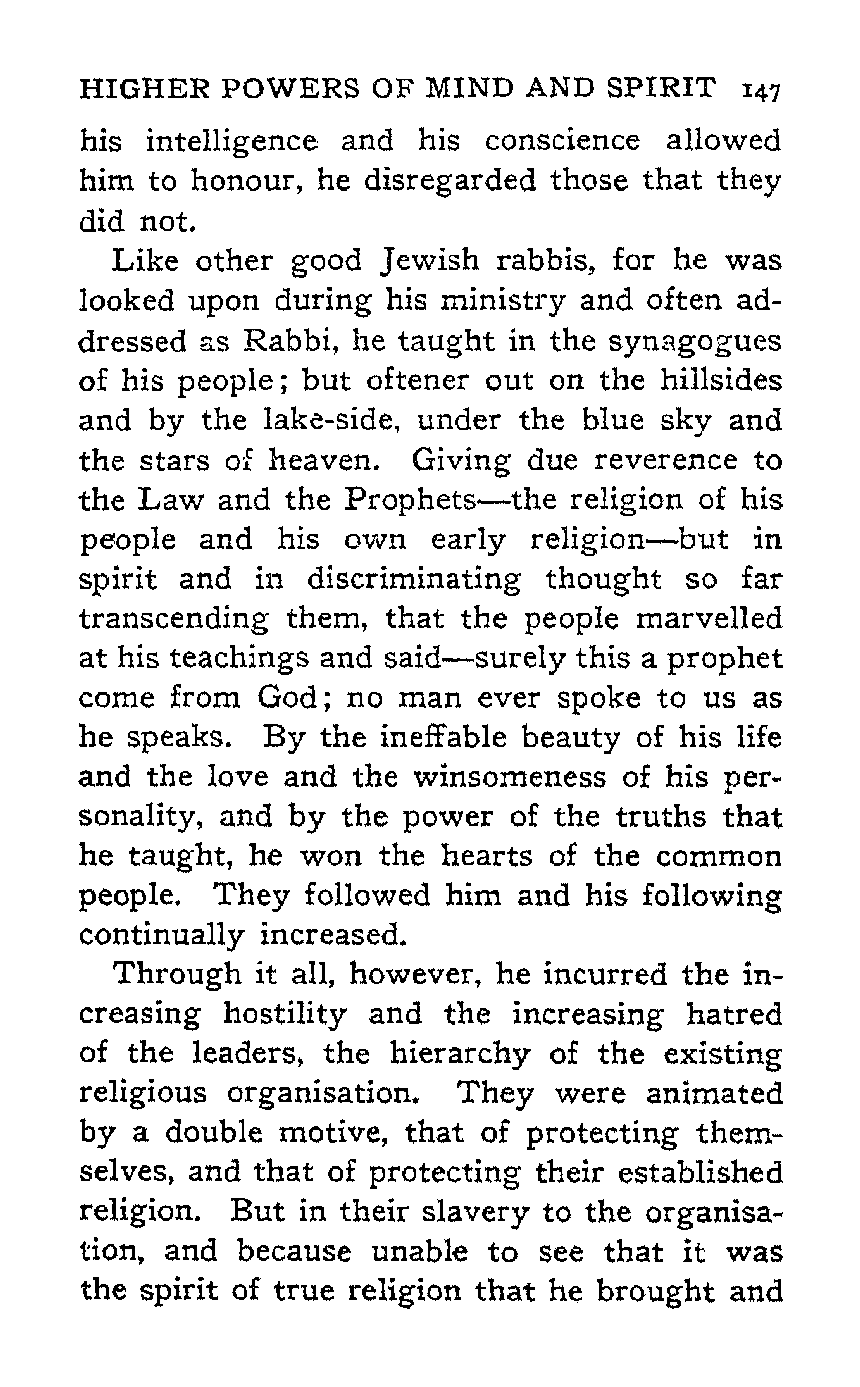 HIGHER POWERS OF MIND AND SPIRIT 147
his intelligence and his conscience allowed
him to honour, he disregarded those that they
did not.
Like other good Jewish rabbis, for he was
looked upon during his ministry and often ad-
dressed as Rabbi, he taught in the synagogues
of his people; but oftener out on the hillsides
and by the lake-side, under the blue sky and
the stars of heaven. Giving due reverence to
the Law and the Prophets—the religion of his
people and his own early religion—but in
spirit and in discriminating thought so far
transcending them, that the people marvelled
at his teachings and said—surely this a prophet
come from God; no man ever spoke to us as
he speaks. By the ineffable beauty of his life
and the love and the winsomeness of his per-
sonality, and by the power of the truths that
he taught, he won the hearts of the common
people. They followed him and his following
continually increased.
Through it all, however, he incurred the in-
creasing hostility and the increasing hatred
of the leaders, the hierarchy of the existing
religious organisation. They were animated
by a double motive, that of protecting them-
selves, and that of protecting their established
religion. But in their slavery to the organisa-
tion, and because unable to see that it was
the spirit of true religion that he brought and